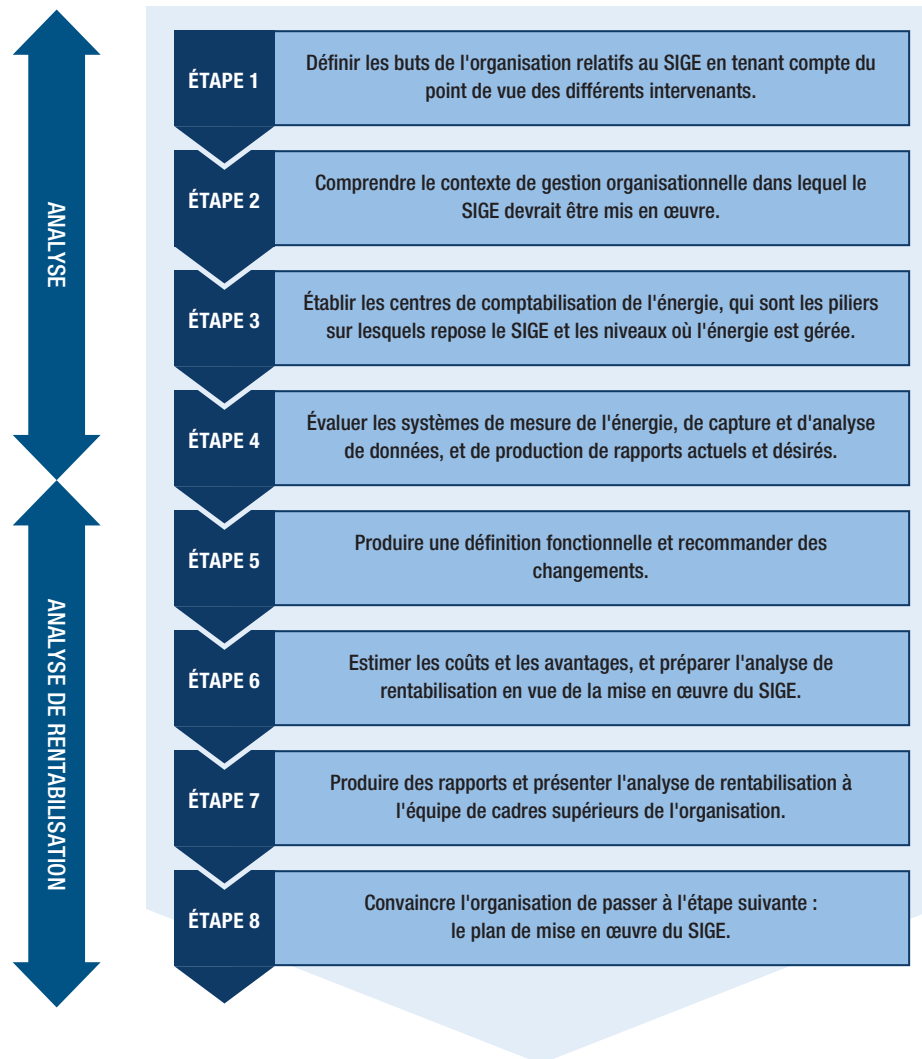 ANALYSE
ÉTAPE 1
Définir les buts de l'organisation relatifs au SIGE en tenant compte du
point de vue des différents intervenants.
ÉTAPE 2
Comprendre le contexte de gestion organisationnelle dans lequel le
SIGE devrait être mis en œuvre.
ÉTAPE 3
Établir les centres de comptabilisation de l'énergie, qui sont les piliers
sur lesquels repose le SIGE et les niveaux où l'énergie est gérée.
ÉTAPE 4
Évaluer les systèmes de mesure de l'énergie, de capture et d'analyse
de données, et de production de rapports actuels et désirés.
ANALYSE DE RENTABILISATION
ÉTAPE 5
Produire une définition fonctionnelle et recommander des
changements.
ÉTAPE 6
Estimer les coûts et les avantages, et préparer l'analyse de
rentabilisation en vue de la mise en œuvre du SIGE.
ÉTAPE 7
Produire des rapports et présenter l'analyse de rentabilisation à
l'équipe de cadres supérieurs de l'organisation.
ÉTAPE 8
Convaincre l'organisation de passer à l'étape suivante :
le plan de mise en œuvre du SIGE.